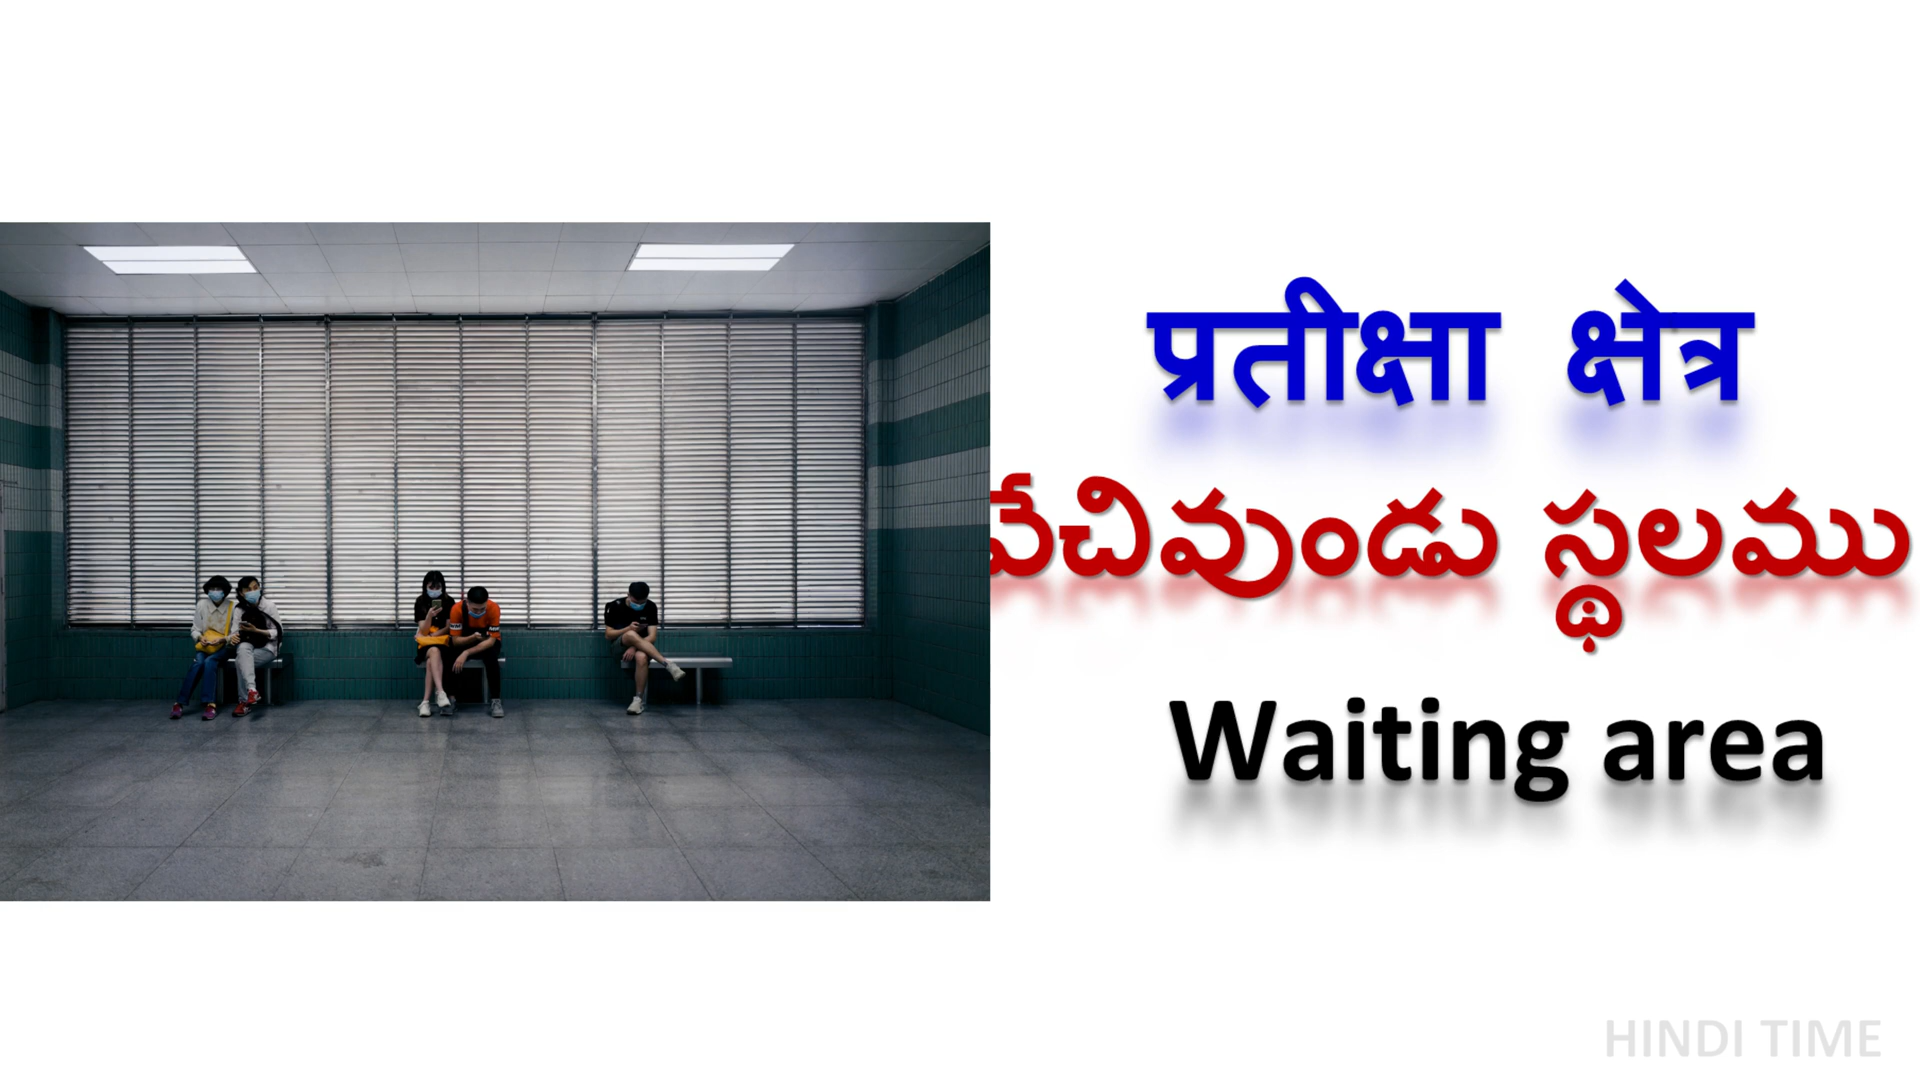 प्रतीक्षा क्षेत्र
వేచివుండు స్థలము
Waiting area
HINDI TIME